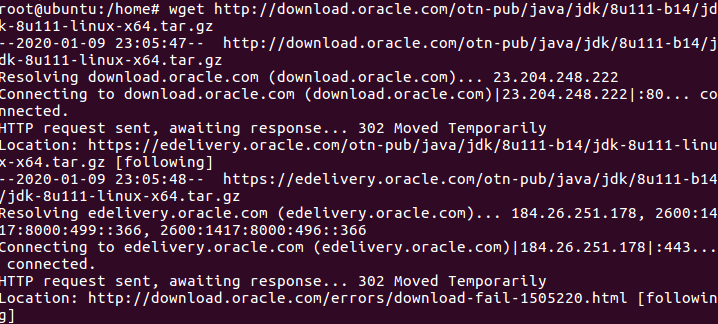 root@ubuntu:/home# wget http://download.oracle.com/otn-pub/java/jdk/8u111-b14/jd
k-8u111-linux-x64.tar.gz
--2020-01-09 23:05:47--  http://download.oracle.com/otn-pub/java/jdk/8u111-b14/j
dk-8u111-linux-x64.tar.gz
Resolving download.oracle.com (download.oracle.com)... 23.204.248.222
Connecting to download.oracle.com (download.oracle.com)|23.204.248.222|:80... co
nnected.
HTTP request sent, awaiting response... 302 Moved Temporarily
Location: https://edelivery.oracle.com/otn-pub/java/jdk/8u111-b14/jdk-8u111-linu
x-x64.tar.gz [following]
--2020-01-09 23:05:48--  https://edelivery.oracle.com/otn-pub/java/jdk/8u111-b14
/jdk-8u111-linux-x64.tar.gz
Resolving edelivery.oracle.com (edelivery.oracle.com)... 184.26.251.178, 2600:14
17:8000:499::366, 2600:1417:8000:496::366
Connecting to edelivery.oracle.com (edelivery.oracle.com)|184.26.251.178|:443...
 connected.
HTTP request sent, awaiting response... 302 Moved Temporarily
Location: http://download.oracle.com/errors/download-fail-1505220.html [followin
g]